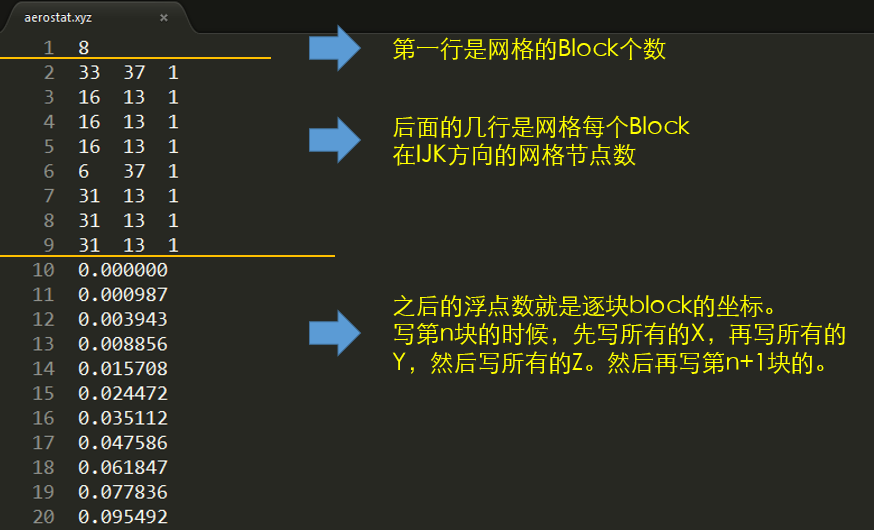 aerostat.xyz ×
1 8
第一行是网格的Block个数
2 33 37 1
3 16 13 1
4 16 13 1
5 16 13 1
6 6 37 1
7 31 13 1
8 31 13 1
9 31 13 1
后面的几行是网格每个Block
在IJK方向的网格节点数
10 0.000000
11 0.000987
12 0.003943
13 0.008856
14 0.015708
15 0.024472
16 0.035112
17 0.047586
18 0.061847
19 0.077836
20 0.095492
之后的浮点数就是逐块block的坐标。
写第n块的时候，先写所有的X，再写所有的
Y，然后写所有的Z。然后再写第n+1块的。